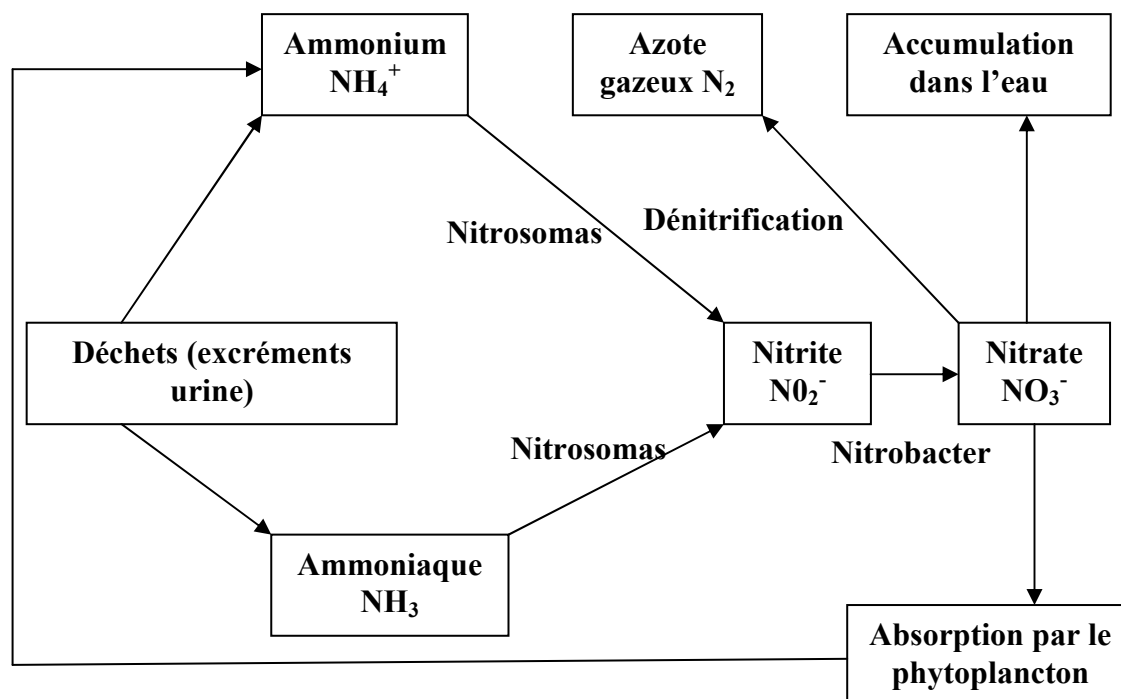 Ammonium
NH₄⁺
Azote
gazeux N₂
Accumulation
dans l’eau
Nitrosomas
Dénitrification
Déchets (excréments
urine)
Nitrite
N0₂⁻
Nitrate
NO₃⁻
Nitrosomas
Nitrobacter
Ammoniaque
NH₃
Absorption par le
phytoplancton